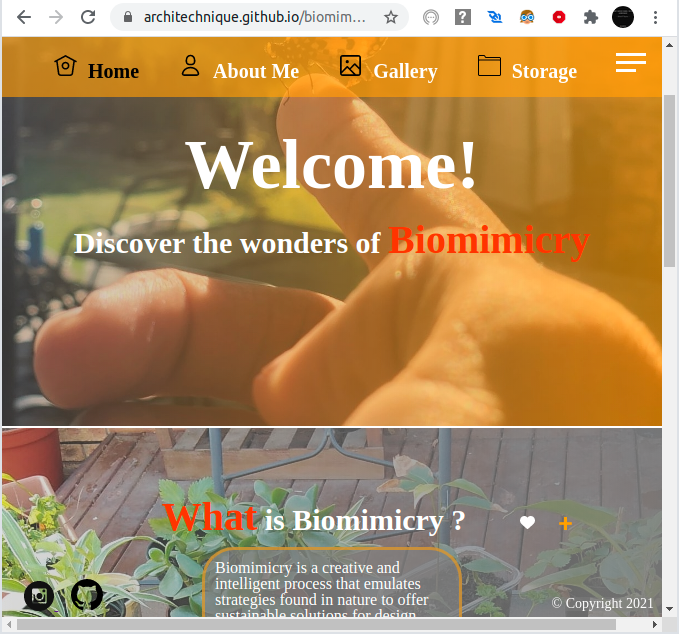 architechnique.github.io/biomim...
Home About Me Gallery Storage
Welcome!
Discover the wonders of Biomimicry
What is Biomimicry ?
Biomimicry is a creative and
intelligent process that emulates
strategies found in nature to offer
sustainable solutions for design
© Copyright 2021